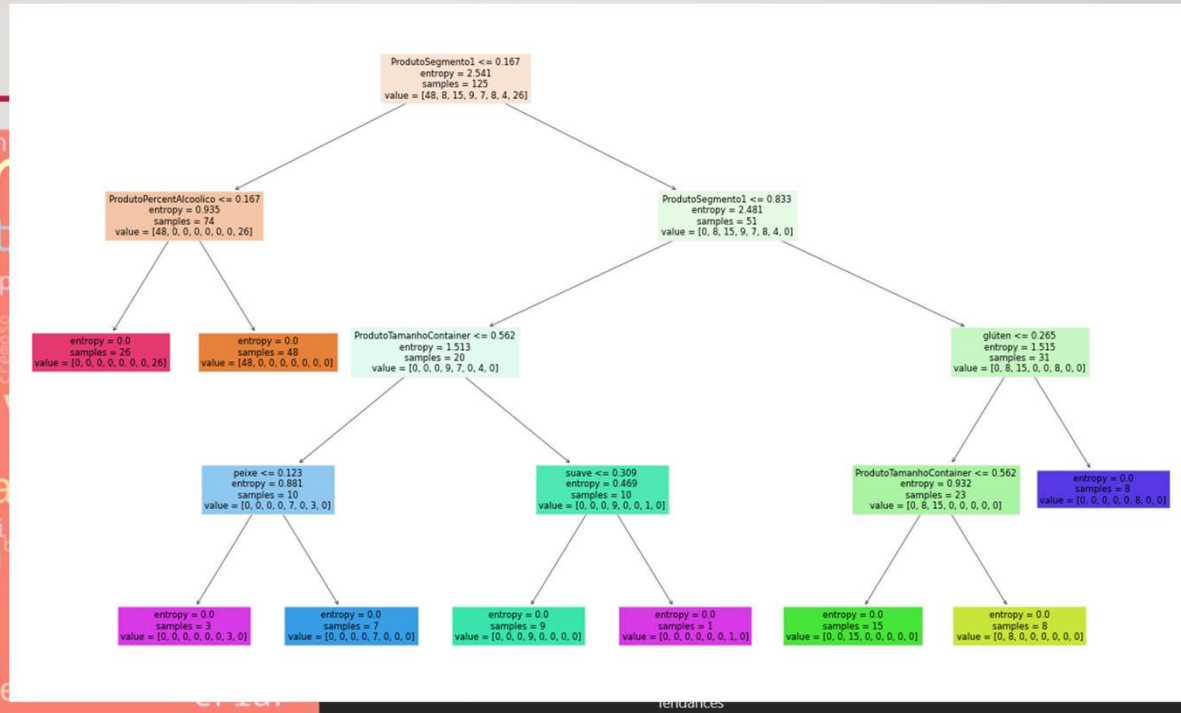 ProdutoSegmento1 <= 0.167
entropy = 2.541
samples = 125
value = [48, 8, 15, 9, 7, 8, 4, 26]
ProdutoPercentAlcoolico <= 0.167
entropy = 0.935
samples = 74
value = [48, 0, 0, 0, 0, 0, 0, 26]
ProdutoSegmento1 <= 0.833
entropy = 2.481
samples = 51
value = [0, 8, 15, 9, 7, 8, 4, 0]
entropy = 0.0
samples = 26
value = [0, 0, 0, 0, 0, 0, 0, 26]
entropy = 0.0
samples = 48
value = [48, 0, 0, 0, 0, 0, 0, 0]
ProdutoTamanhoContainer <= 0.562
entropy = 1.513
samples = 20
value = [0, 0, 0, 9, 7, 0, 4, 0]
glúten <= 0.265
entropy = 1.515
samples = 31
value = [0, 8, 15, 0, 0, 8, 0, 0]
peixe <= 0.123
entropy = 0.881
samples = 10
value = [0, 0, 0, 0, 7, 0, 3, 0]
suave <= 0.309
entropy = 0.469
samples = 10
value = [0, 0, 0, 9, 0, 0, 1, 0]
ProdutoTamanhoContainer <= 0.562
entropy = 0.932
samples = 23
value = [0, 8, 15, 0, 0, 0, 0, 0]
entropy = 0.0
samples = 8
value = [0, 0, 0, 0, 0, 8, 0, 0]
entropy = 0.0
samples = 3
value = [0, 0, 0, 0, 0, 0, 3, 0]
entropy = 0.0
samples = 7
value = [0, 0, 0, 0, 7, 0, 0, 0]
entropy = 0.0
samples = 9
value = [0, 0, 0, 9, 0, 0, 0, 0]
entropy = 0.0
samples = 1
value = [0, 0, 0, 0, 0, 0, 1, 0]
entropy = 0.0
samples = 15
value = [0, 0, 15, 0, 0, 0, 0, 0]
entropy = 0.0
samples = 8
value = [0, 8, 0, 0, 0, 0, 0, 0]
criar
Tendances